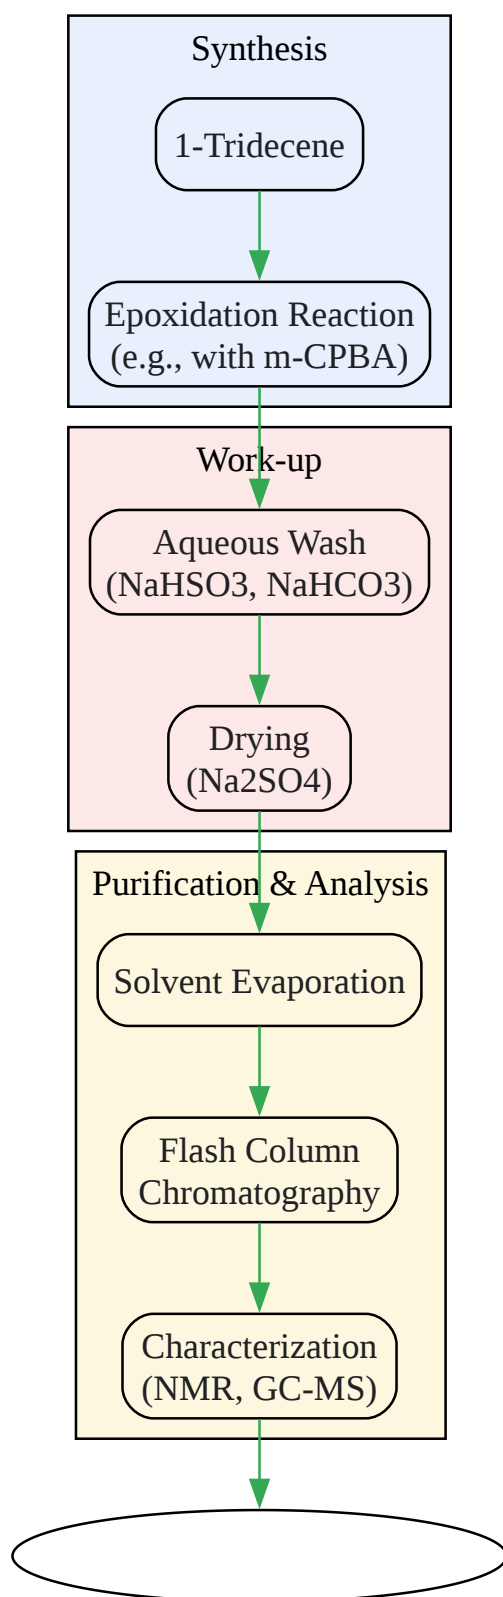 Synthesis
1-Tridecene
Epoxidation Reaction
(e.g., with m-CPBA)
Work-up
Aqueous Wash
(NaHSO3, NaHCO3)
Drying
(Na2SO4)
Purification & Analysis
Solvent Evaporation
Flash Column
Chromatography
Characterization
(NMR, GC-MS)